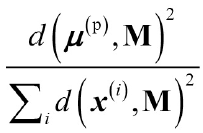 d(μ^(p), M)^2
∑_i d(x^(i), M)^2